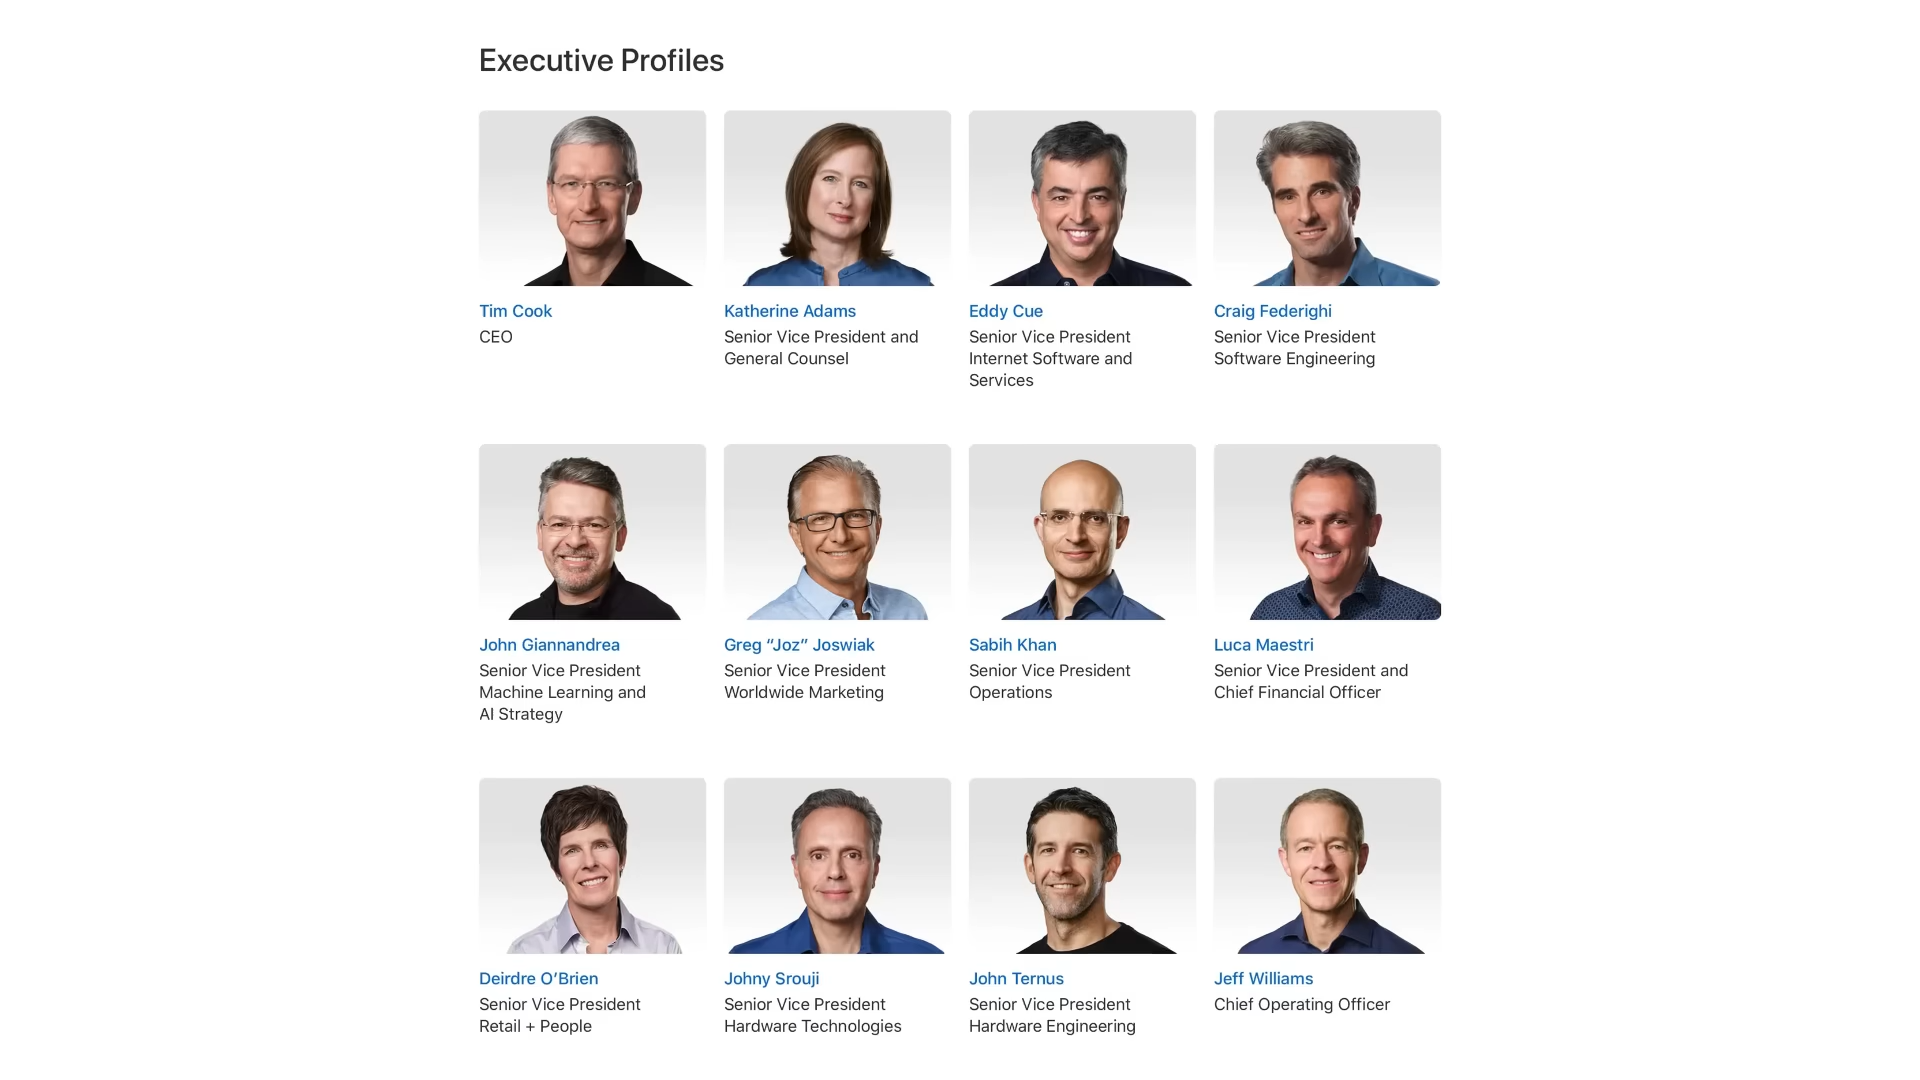 Executive Profiles
Tim Cook
CEO
Katherine Adams
Senior Vice President and
General Counsel
Eddy Cue
Senior Vice President
Internet Software and
Services
Craig Federighi
Senior Vice President
Software Engineering
John Giannandrea
Senior Vice President
Machine Learning and
AI Strategy
Greg “Joz” Joswiak
Senior Vice President
Worldwide Marketing
Sabih Khan
Senior Vice President
Operations
Luca Maestri
Senior Vice President and
Chief Financial Officer
Deirdre O’Brien
Senior Vice President
Retail + People
Johny Srouji
Senior Vice President
Hardware Technologies
John Ternus
Senior Vice President
Hardware Engineering
Jeff Williams
Chief Operating Officer